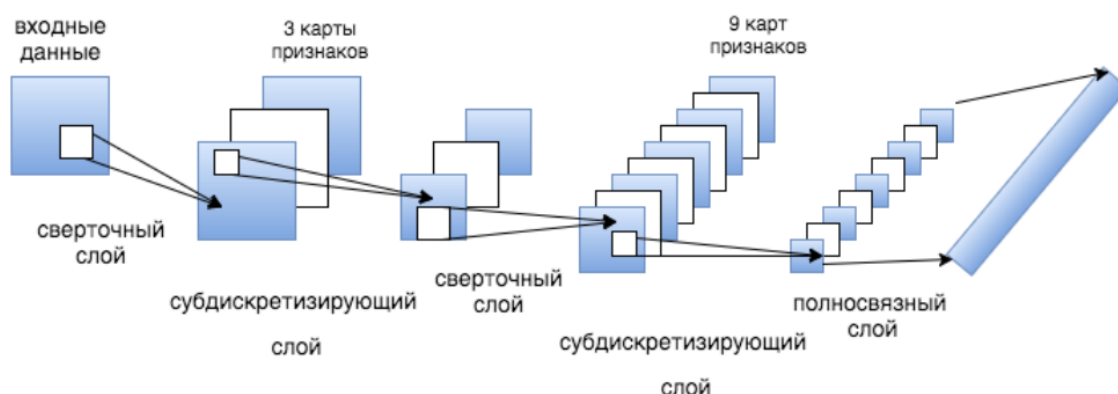 входные
данные
3 карты
признаков
9 карт
признаков
сверточный
слой
субдискретизирующий
слой
сверточный
слой
субдискретизирующий
слой
полносвязный
слой